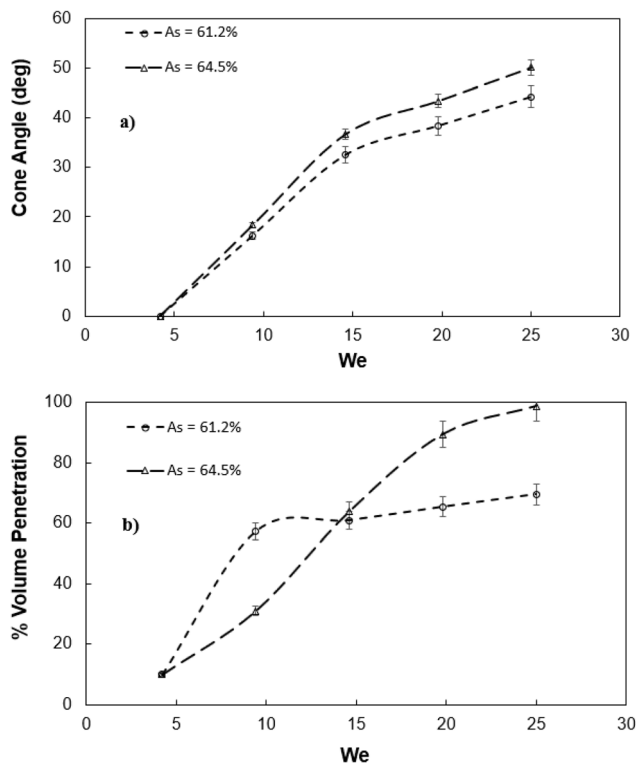 60
50
40
30
20
10
0
Cone Angle (deg)
As = 61.2%
As = 64.5%
a)
0 5 10 15 20 25 30
We
100
80
60
40
20
0
% Volume Penetration
As = 61.2%
As = 64.5%
b)
0 5 10 15 20 25 30
We